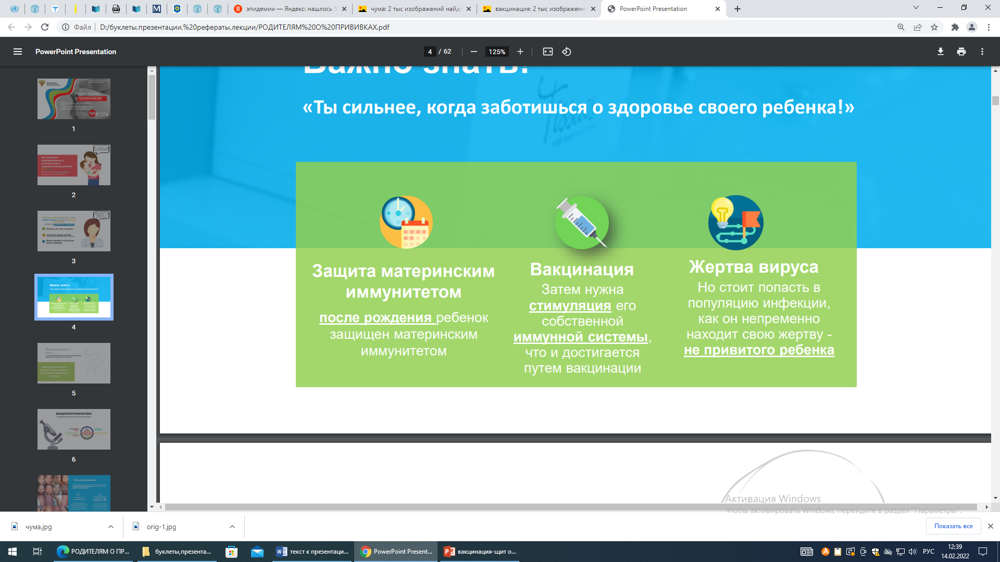 эпидемии — Яндекс: нашлось 5
чума: 2 тыс изображений найде
вакцинация: 2 тыс изображени
PowerPoint Presentation
Файл
D:/буклеты,презентации,%20рефераты,лекции/РОДИТЕЛЯМ%20О%20ПРИВИВКАХ.pdf
PowerPoint Presentation
4 / 62
125%
Родителям
о прививках
1
2
3
4
5
ВАКЦИНОПРОФИЛАКТИКА
6
Важно знать!
«Ты сильнее, когда заботишься о здоровье своего ребенка!»
Защита материнским
иммунитетом
после рождения ребенок
защищен материнским
иммунитетом
Вакцинация
Затем нужна
стимуляция его
собственной
иммунной системы,
что и достигается
путем вакцинации
Жертва вируса
Но стоит попасть в
популяцию инфекции,
как он непременно
находит свою жертву -
не привитого ребенка
Активация Windows
Чтобы активировать Windows, перейдите в раздел "Параметры".
чума.jpg
orig-1.jpg
Показать все
РОДИТЕЛЯМ О ПР...
буклеты,презента...
текст к презентаци...
PowerPoint Present...
вакцинация-щит о...
РУС
12:39
14.02.2022